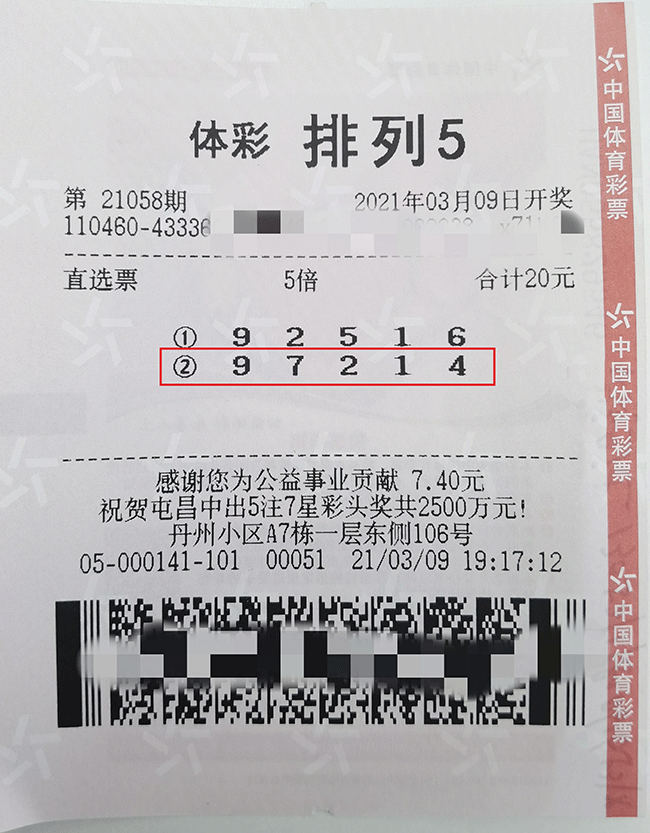 体彩 排列5
第 21058期 2021年03月09日开奖
110460-43336
直选票 5倍 合计20元
① 9 2 5 1 6
② 9 7 2 1 4
感谢您为公益事业贡献 7.40元
祝贺屯昌中出5注7星彩头奖共2500万元!
丹州小区A7栋一层东侧106号
05-000141-101 00051 21/03/09 19:17:12
中国体育彩票
中国体育彩票
中国体育彩票